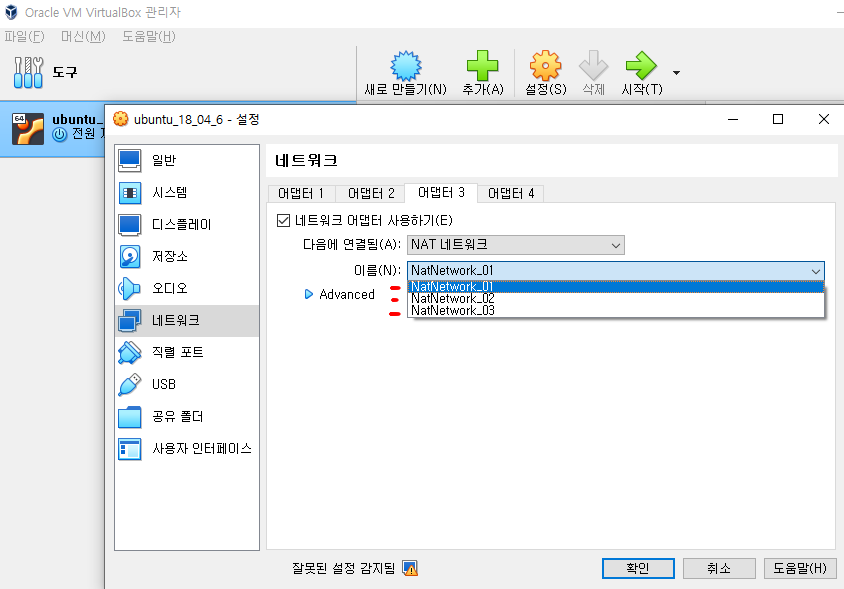 Oracle VM VirtualBox 관리자
파일(F) 머신(M) 도움말(H)
도구
새로 만들기(N) 추가(A) 설정(S) 삭제 시작(T)
64
ubuntu_
전원
ubuntu_18_04_6 - 설정
일반
시스템
디스플레이
저장소
오디오
네트워크
직렬 포트
USB
공유 폴더
사용자 인터페이스
네트워크
어댑터 1 어댑터 2 어댑터 3 어댑터 4
네트워크 어댑터 사용하기(E)
다음에 연결됨(A): NAT 네트워크
이름(N): NatNetwork_01
Advanced
NatNetwork_01
NatNetwork_02
NatNetwork_03
잘못된 설정 감지됨
확인 취소 도움말(H)